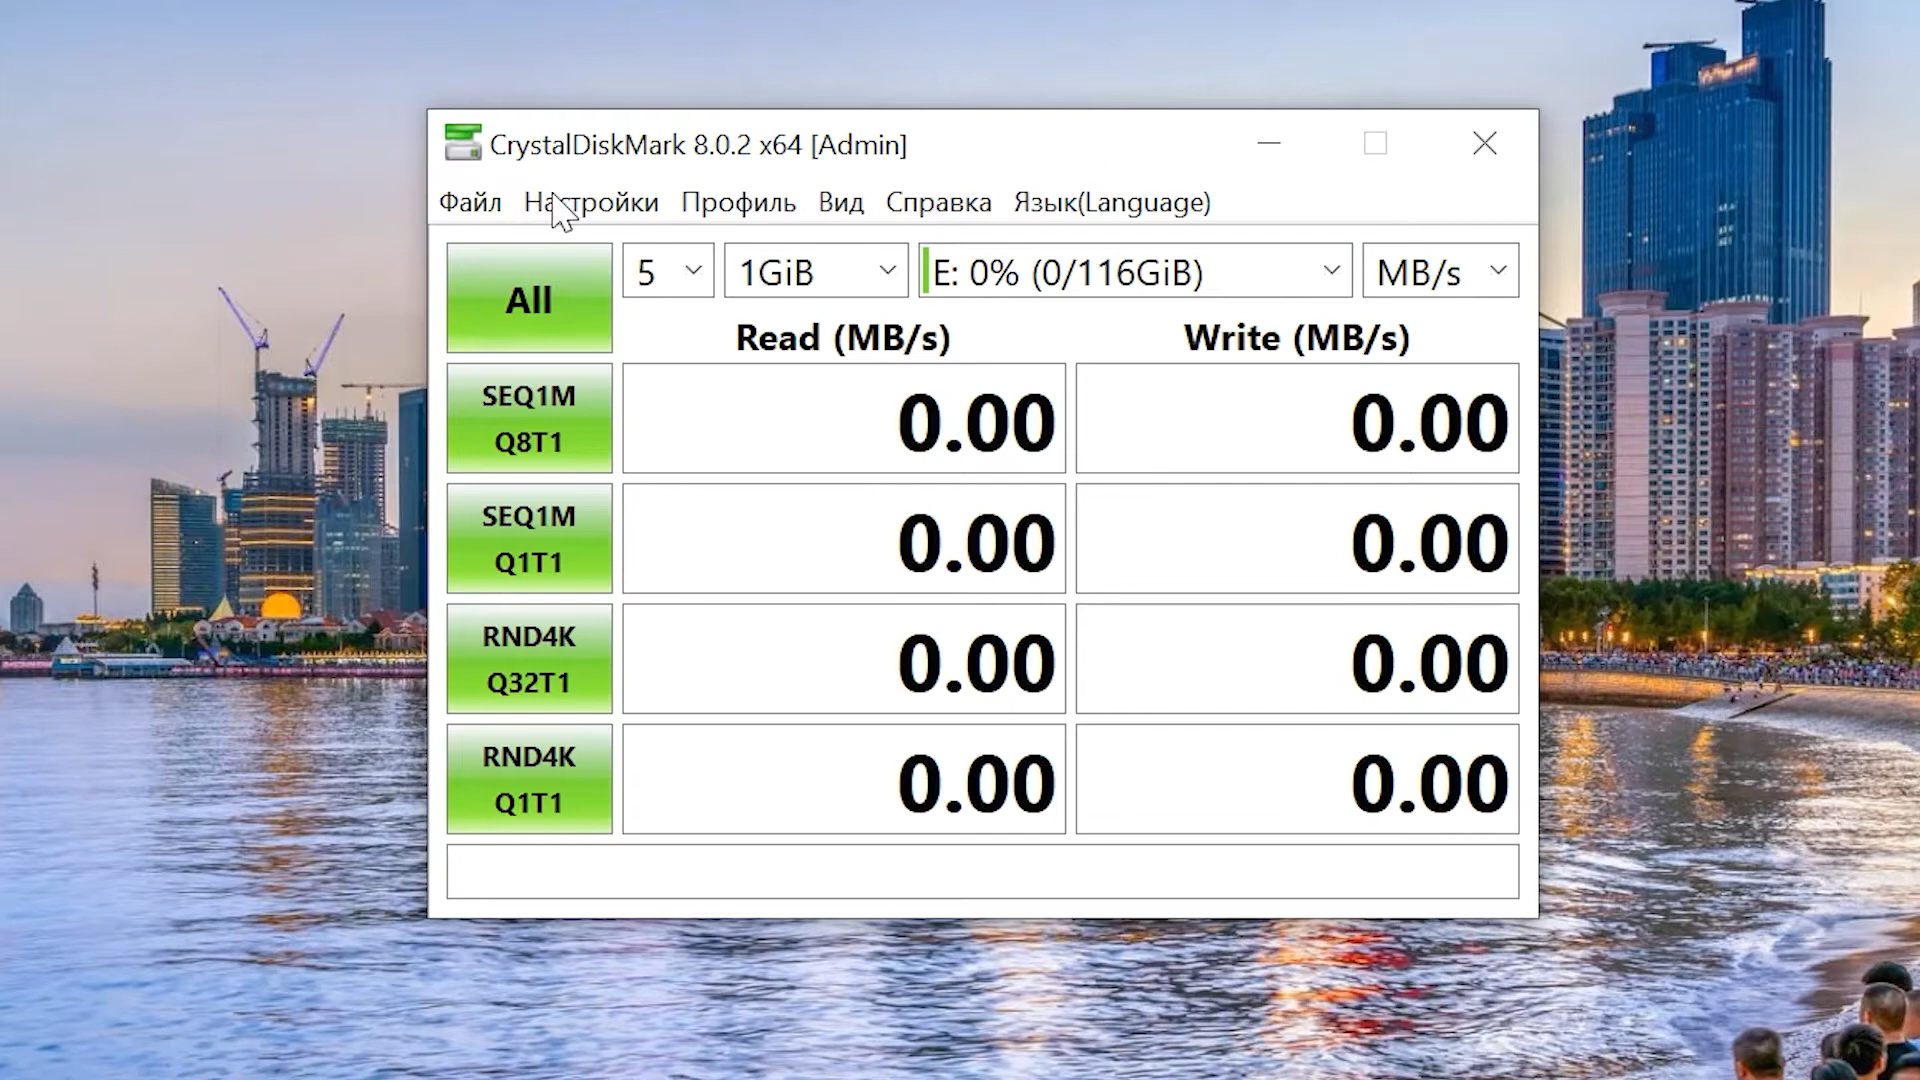 CrystalDiskMark 8.0.2 x64 [Admin]
Файл Настройки Профиль Вид Справка Язык(Language)
All 5 1GiB E: 0% (0/116GiB) MB/s
Read (MB/s) Write (MB/s)
SEQ1M
Q8T1
0.00 0.00
SEQ1M
Q1T1
0.00 0.00
RND4K
Q32T1
0.00 0.00
RND4K
Q1T1
0.00 0.00